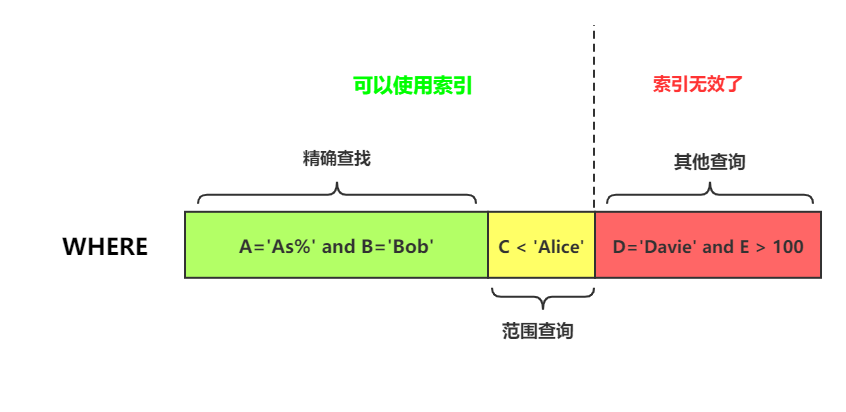 可以使用索引
索引无效了
精确查找
其他查询
WHERE
A='As%' and B='Bob'
C < 'Alice'
D='Davie' and E > 100
范围查询